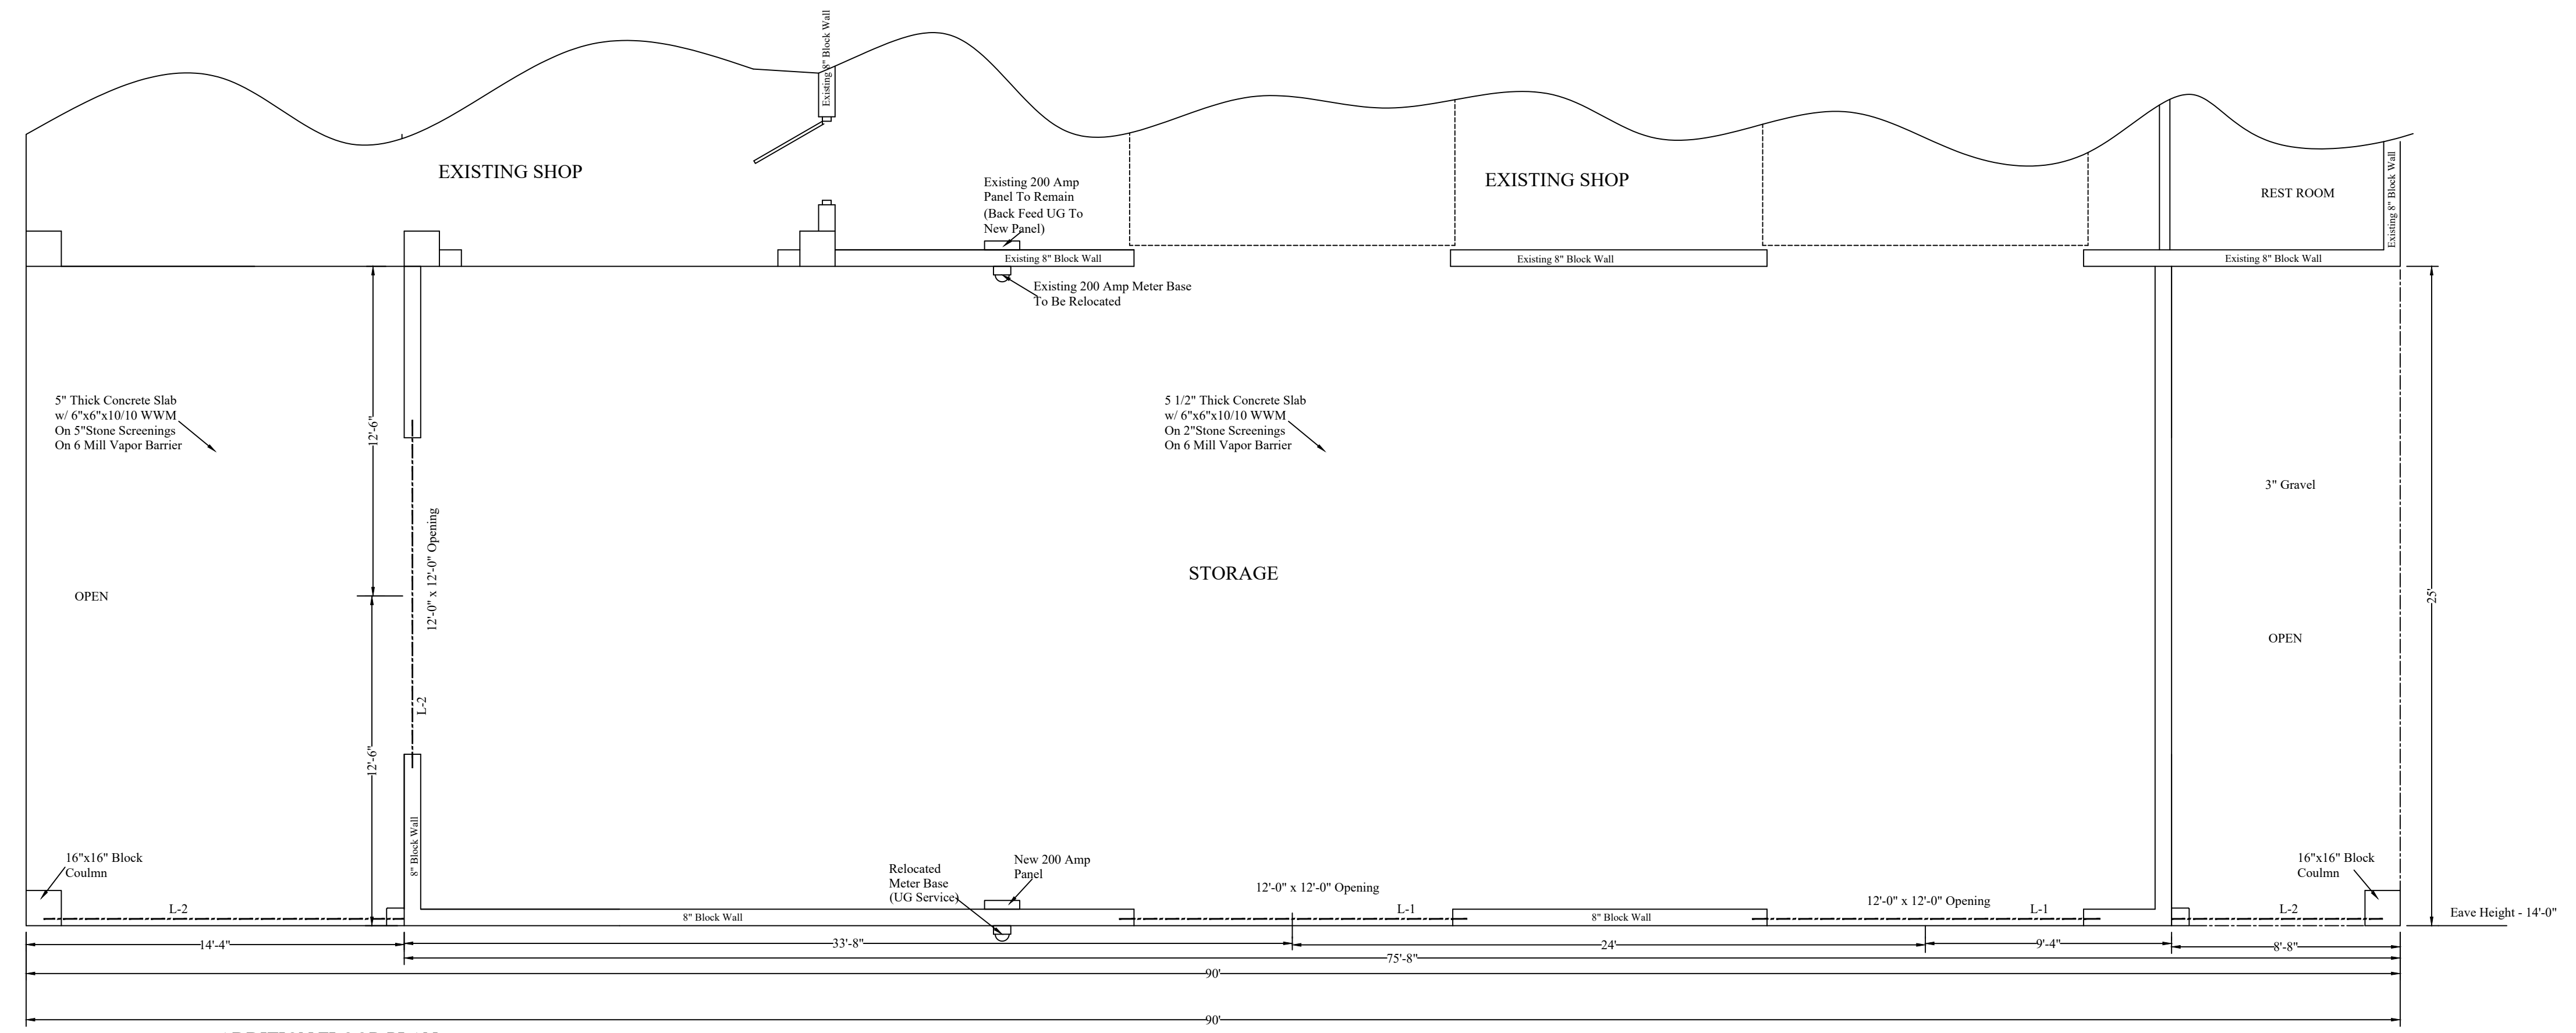 Existing 8" Block Wall
EXISTING SHOP
Existing 200 Amp
Panel To Remain
(Back Feed UG To
New Panel)
EXISTING SHOP
REST ROOM
Existing 8" Block Wall
Existing 8" Block Wall
Existing 8" Block Wall
Existing 8" Block Wall
Existing 200 Amp Meter Base
To Be Relocated
5" Thick Concrete Slab
w/ 6"x6"x10/10 WWM
On 5"Stone Screenings
On 6 Mill Vapor Barrier
12'-6"
5 1/2" Thick Concrete Slab
w/ 6"x6"x10/10 WWM
On 2"Stone Screenings
On 6 Mill Vapor Barrier
3" Gravel
12'-0" x 12'-0" Opening
STORAGE
OPEN
25'
OPEN
L-2
12'-6"
8" Block Wall
16"x16" Block
Coulmn
Relocated
Meter Base
(UG Service)
New 200 Amp
Panel
12'-0" x 12'-0" Opening
12'-0" x 12'-0" Opening
16"x16" Block
Coulmn
L-2
8" Block Wall
L-1
8" Block Wall
L-1
L-2
Eave Height - 14'-0"
14'-4"
33'-8"
24'
9'-4"
8'-8"
75'-8"
90'
90'